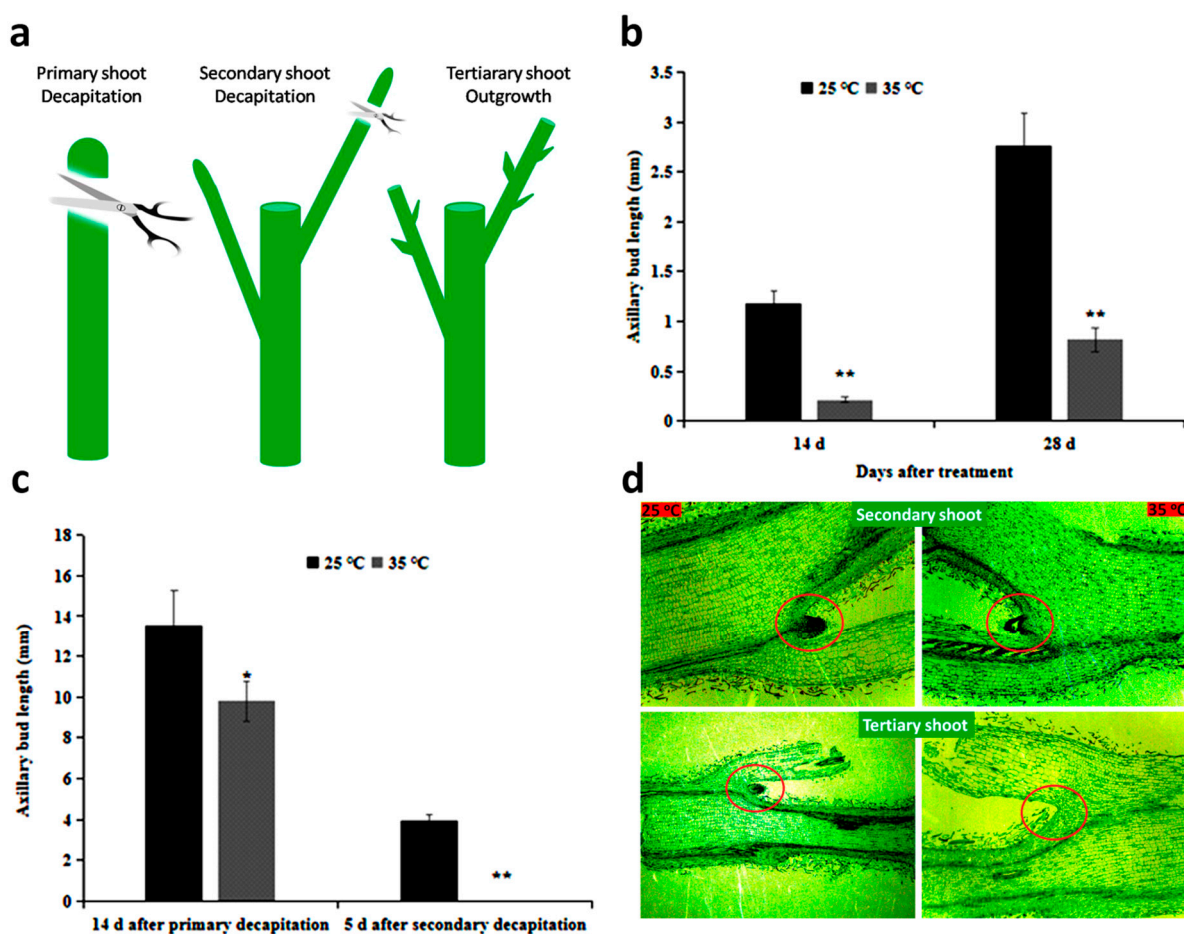 a
Primary shoot
Decapitation
Secondary shoot
Decapitation
Tertiarary shoot
Outgrowth
b
Axillary bud length (mm)
3.5
3
2.5
2
1.5
1
0.5
0
25 °C
35 °C
**
**
14 d
28 d
Days after treatment
c
Axillary bud length (mm)
18
16
14
12
10
8
6
4
2
0
25 °C
35 °C
*
**
14 d after primary decapitation
5 d after secondary decapitation
d
25 °C
Secondary shoot
35 °C
Tertiary shoot